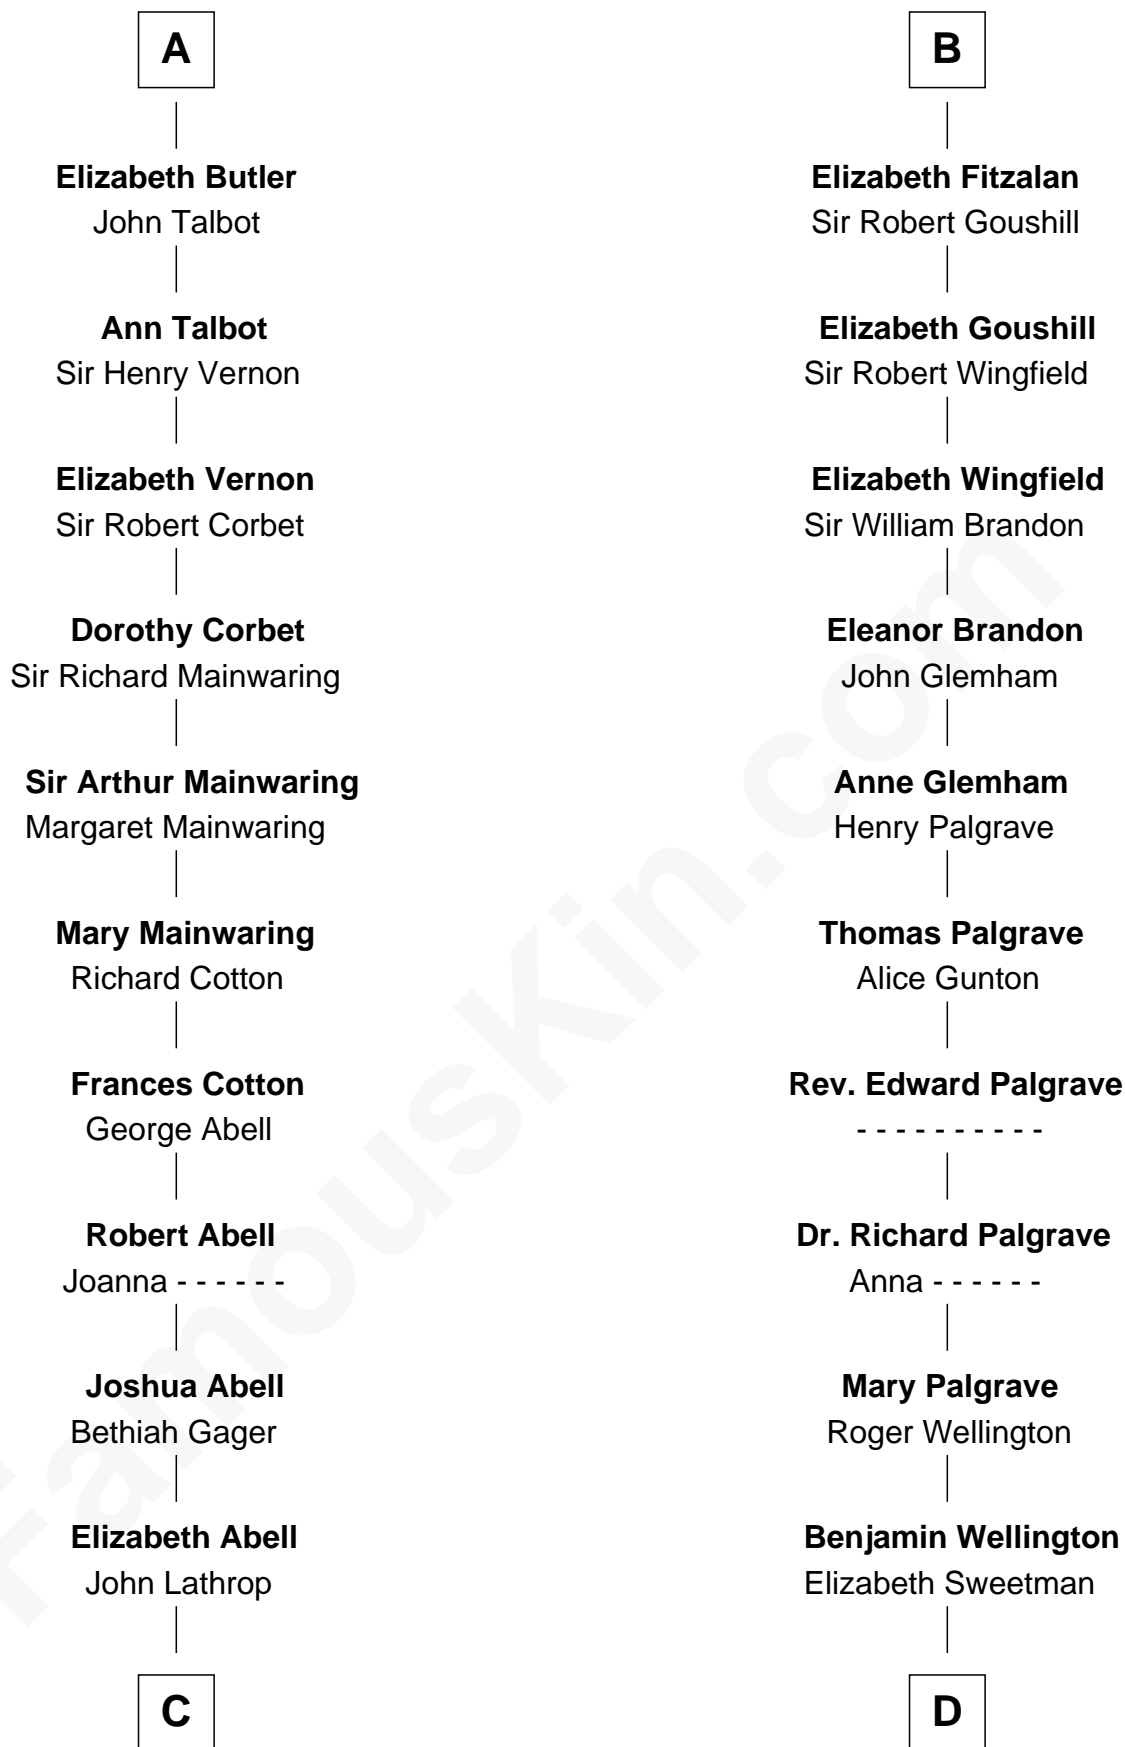 A
Elizabeth Butler
John Talbot
Ann Talbot
Sir Henry Vernon
Elizabeth Vernon
Sir Robert Corbet
Dorothy Corbet
Sir Richard Mainwaring
Sir Arthur Mainwaring
Margaret Mainwaring
Mary Mainwaring
Richard Cotton
Frances Cotton
George Abell
Robert Abell
Joanna - - - - - -
Joshua Abell
Bethiah Gager
Elizabeth Abell
John Lathrop
C
B
Elizabeth Fitzalan
Sir Robert Goushill
Elizabeth Goushill
Sir Robert Wingfield
Elizabeth Wingfield
Sir William Brandon
Eleanor Brandon
John Glemham
Anne Glemham
Henry Palgrave
Thomas Palgrave
Alice Gunton
Rev. Edward Palgrave
- - - - - - - - - -
Dr. Richard Palgrave
Anna - - - - - -
Mary Palgrave
Roger Wellington
Benjamin Wellington
Elizabeth Sweetman
D
FamousKin.com